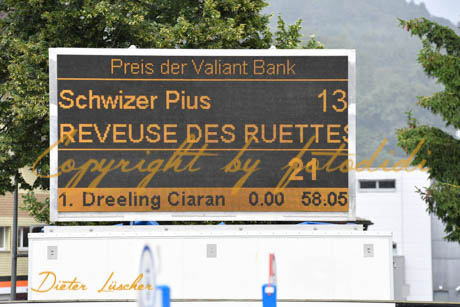 Preis der Valiant Bank
Schwizer Pius 13
REVEUSE DES RUETTES
Copyright by fotodidi
21
1. Dreeling Ciaran 0.00 58.05
Dieter Lüscher